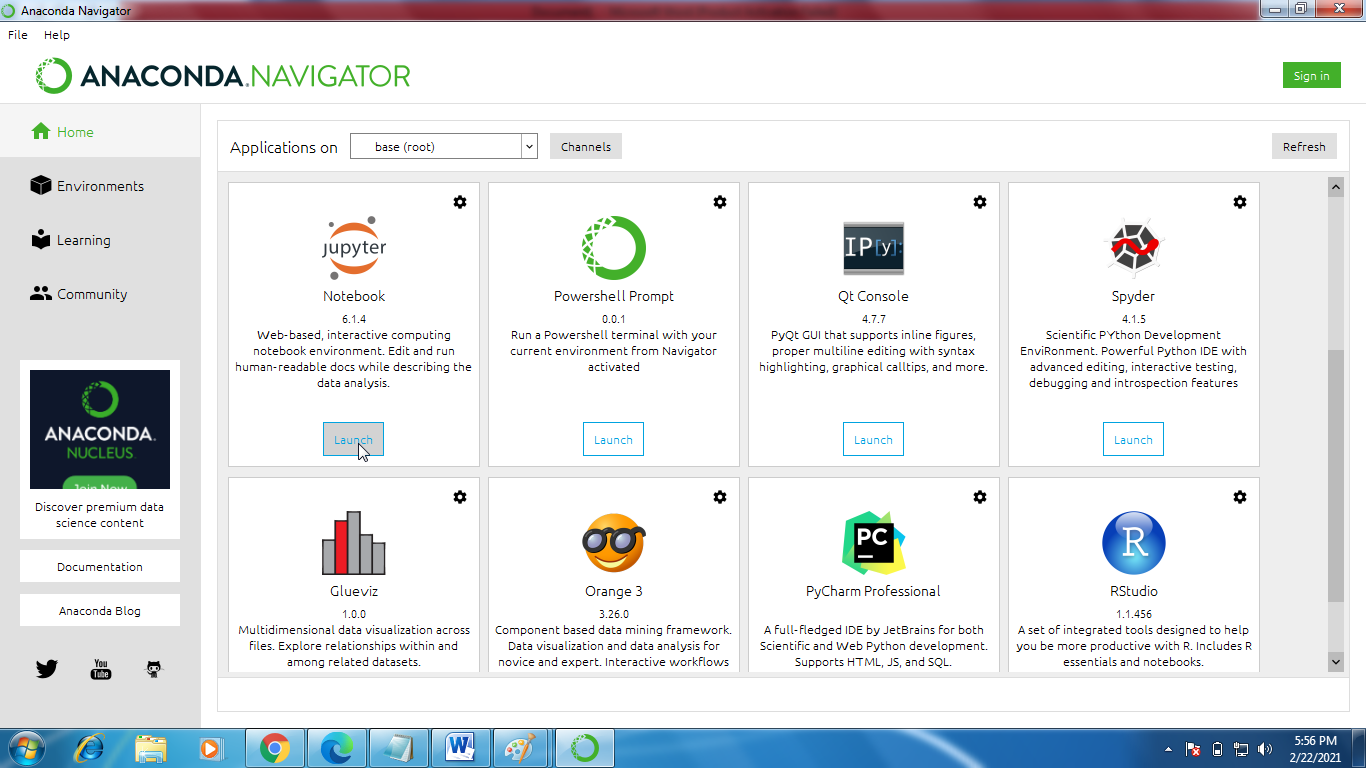 Anaconda Navigator
File Help
ANACONDA.NAVIGATOR
Sign in
Home
Environments
Learning
Community
ANACONDA.
NUCLEUS
Join Now
Discover premium data
science content
Documentation
Anaconda Blog
You
Tube
Applications on
base (root)
Channels
Refresh
jupyter
Notebook
6.1.4
Web-based, interactive computing
notebook environment. Edit and run
human-readable docs while describing the
data analysis.
Launch
Powershell Prompt
0.0.1
Run a Powershell terminal with your
current environment from Navigator
activated
Launch
IP[y]:
Qt Console
4.7.7
PyQt GUI that supports inline figures,
proper multiline editing with syntax
highlighting, graphical calltips, and more.
Launch
Spyder
4.1.5
Scientific PYthon Development
EnviRonment. Powerful Python IDE with
advanced editing, interactive testing,
debugging and introspection features
Launch
Glueviz
1.0.0
Multidimensional data visualization across
files. Explore relationships within and
among related datasets.
Orange 3
3.26.0
Component based data mining framework.
Data visualization and data analysis for
novice and expert. Interactive workflows
PC
PyCharm Professional
A full-fledged IDE by JetBrains for both
Scientific and Web Python development.
Supports HTML, JS, and SQL.
R
RStudio
1.1.456
A set of integrated tools designed to help
you be more productive with R. Includes R
essentials and notebooks.
5:56 PM
2/22/2021